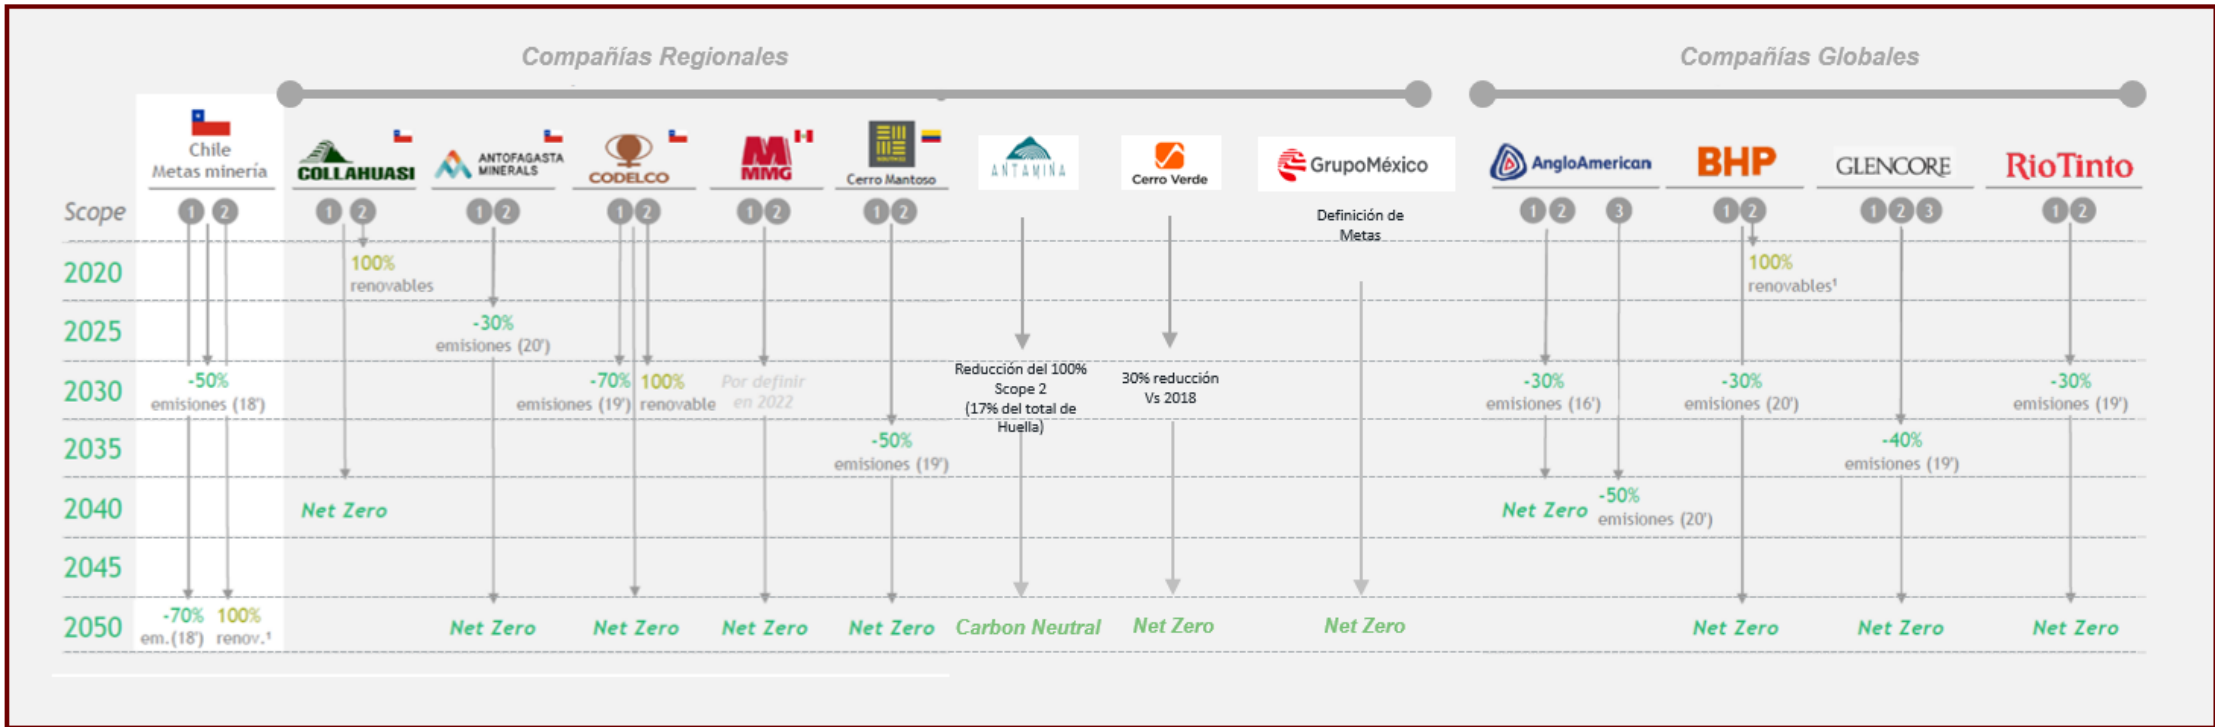 Compañías Regionales
Compañías Globales
Chile
Metas minería
COLLAHUASI
ANTOFAGASTA
MINERALS
CODELCO
MMG
Cerro Mantoso
ANTAMINA
Cerro Verde
GrupoMéxico
AngloAmerican
BHP
GLENCORE
RioTinto
Scope
1 2
1 2
1 2
1 2
1 2
1 2
Definición de
Metas
1 2 3
1 2
1 2 3
1 2
2020
100%
renovables
100%
renovables¹
2025
-30%
emisiones (20')
2030
-50%
emisiones (18')
-70% 100%
emisiones (19') renovable
Por definir
en 2022
Reducción del 100%
Scope 2
(17% del total de
Huella)
30% reducción
Vs 2018
-30%
emisiones (16')
-30%
emisiones (20')
-30%
emisiones (19')
2035
-50%
emisiones (19')
-40%
emisiones (19')
2040
Net Zero
Net Zero
-50%
emisiones (20')
2045
2050
-70% 100%
em.(18') renov.¹
Net Zero
Net Zero
Net Zero
Net Zero
Carbon Neutral
Net Zero
Net Zero
Net Zero
Net Zero
Net Zero